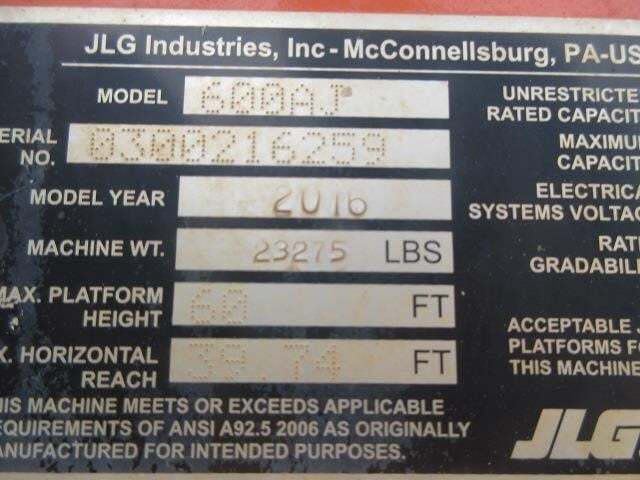 JLG Industries, Inc - McConnellsburg, PA-US
MODEL 600AJ
ERIAL NO. 0300216259
MODEL YEAR 2016
MACHINE WT. 23275 LBS
MAX. PLATFORM HEIGHT 60 FT
X. HORIZONTAL REACH 39.74 FT
HIS MACHINE MEETS OR EXCEEDS APPLICABLE
EQUIREMENTS OF ANSI A92.5 2006 AS ORIGINALLY
ANUFACTURED FOR INTENDED PURPOSES.
UNRESTRICTE
RATED CAPACIT
MAXIMU
CAPACIT
ELECTRICA
SYSTEMS VOLTAG
RATE
GRADABIL
ACCEPTABLE
PLATFORMS FO
THIS MACHINE
JLG